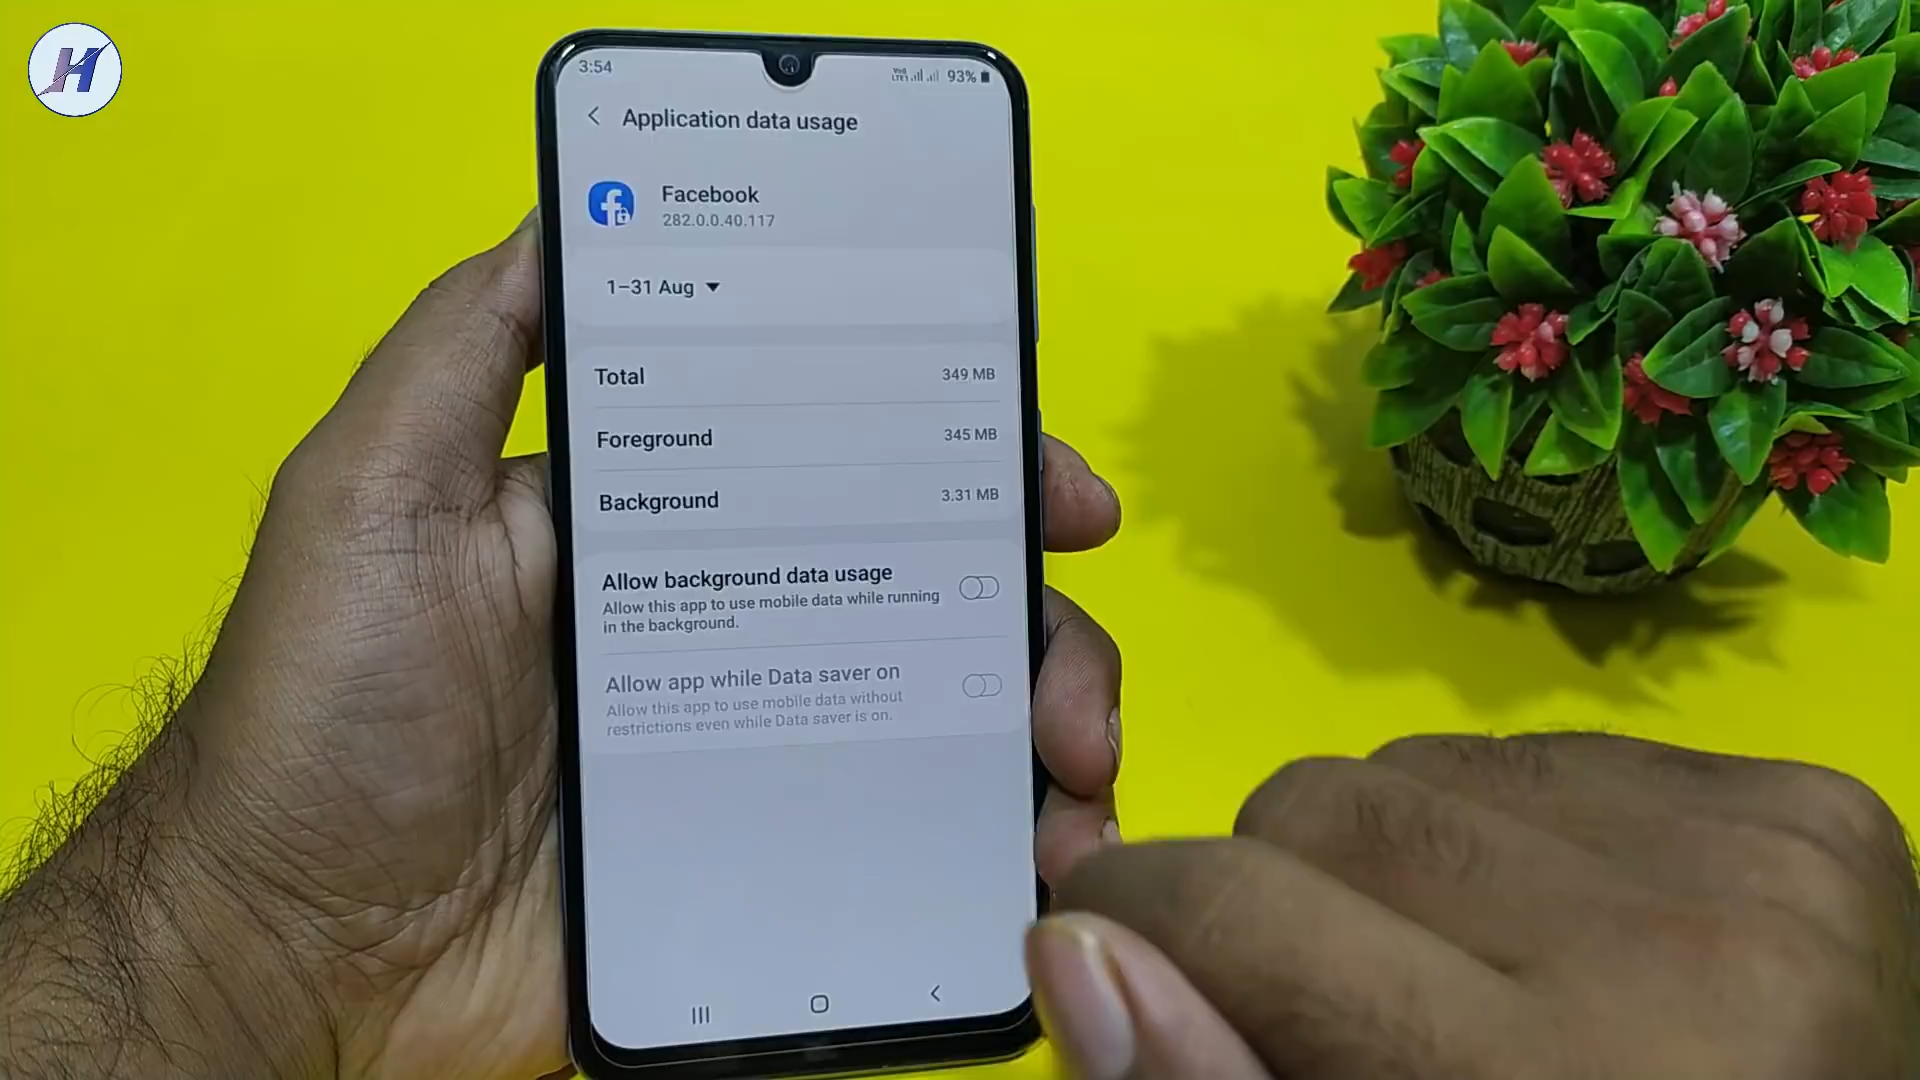 H
3:54
93%
Application data usage
Facebook
282.0.0.40.117
1–31 Aug
Total
349 MB
Foreground
345 MB
Background
3.31 MB
Allow background data usage
Allow this app to use mobile data while running
in the background.
Allow app while Data saver on
Allow this app to use mobile data without
restrictions even while Data saver is on.